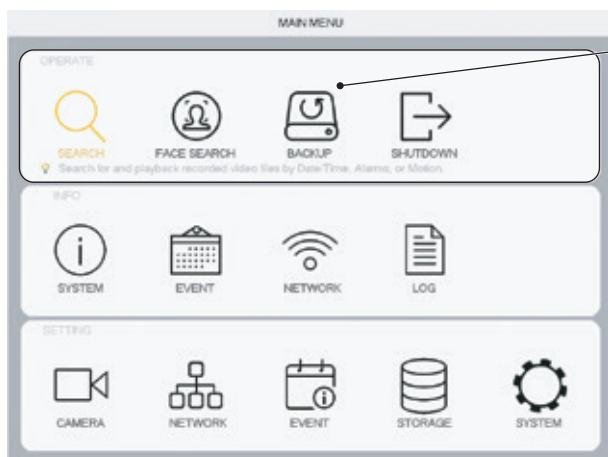 MAIN MENU
OPERATE
SEARCH FACE SEARCH BACKUP SHUTDOWN
Search for and playback recorded video files by Date/Time, Alarms, or Motion.
INFO
SYSTEM EVENT NETWORK LOG
SETTING
CAMERA NETWORK EVENT STORAGE SYSTEM